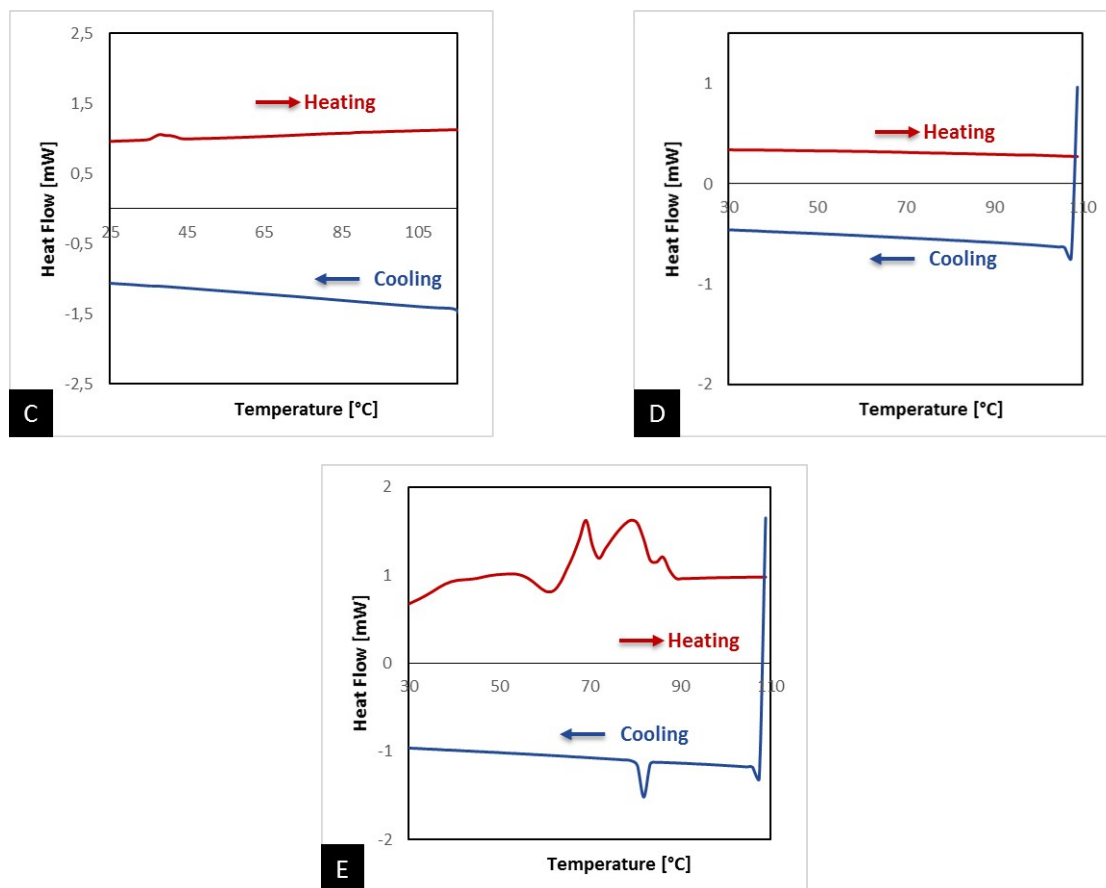 2,5
1,5
Heating
0,5
25 45 65 85 105
-0,5
Cooling
-1,5
-2,5
Heat Flow [mW]
Temperature [°C]
C
1
Heating
0
30 50 70 90 110
Cooling
-1
-2
Heat Flow [mW]
Temperature [°C]
D
2
1
Heating
0
30 50 70 90 110
Cooling
-1
-2
Heat Flow [mW]
Temperature [°C]
E